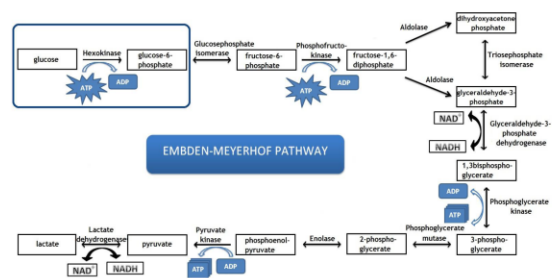 glucose
Hexokinase
ATP
ADP
glucose-6-
phosphate
Glucosephosphate
isomerase
fructose-6-
phosphate
Phosphofructo-
kinase
ATP
ADP
fructose-1,6-
diphosphate
Aldolase
dihydroxyacetone
phosphate
Triosephosphate
isomerase
Aldolase
glyceraldehyde-3-
phosphate
NAD+
NADH
Glyceraldehyde-3-
phosphate
dehydrogenase
EMBDEN-MEYERHOF PATHWAY
1,3bisphospho-
glycerate
ADP
ATP
Phosphoglycerate
kinase
3-phospho-
glycerate
Phosphoglycerate
mutase
2-phospho-
glycerate
Enolase
phosphoenol-
pyruvate
Pyruvate
kinase
ATP
ADP
pyruvate
Lactate
dehydrogenase
NAD+
NADH
lactate